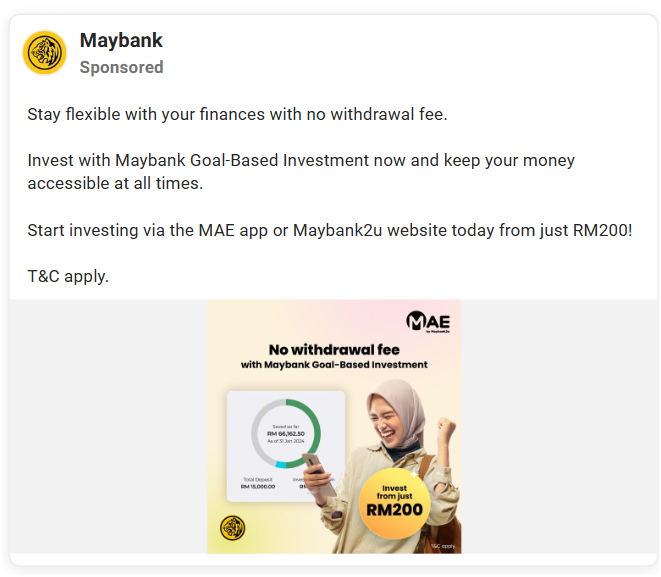 Maybank
Sponsored
Stay flexible with your finances with no withdrawal fee.
Invest with Maybank Goal-Based Investment now and keep your money
accessible at all times.
Start investing via the MAE app or Maybank2u website today from just RM200!
T&C apply.
MAE
by Maybank2u
No withdrawal fee
with Maybank Goal-Based Investment
Saved so far
RM 66,162.50
As of 31 Jan 2024
Total Deposit
RM 15,000.00
Invest
from just
RM200
T&C apply.